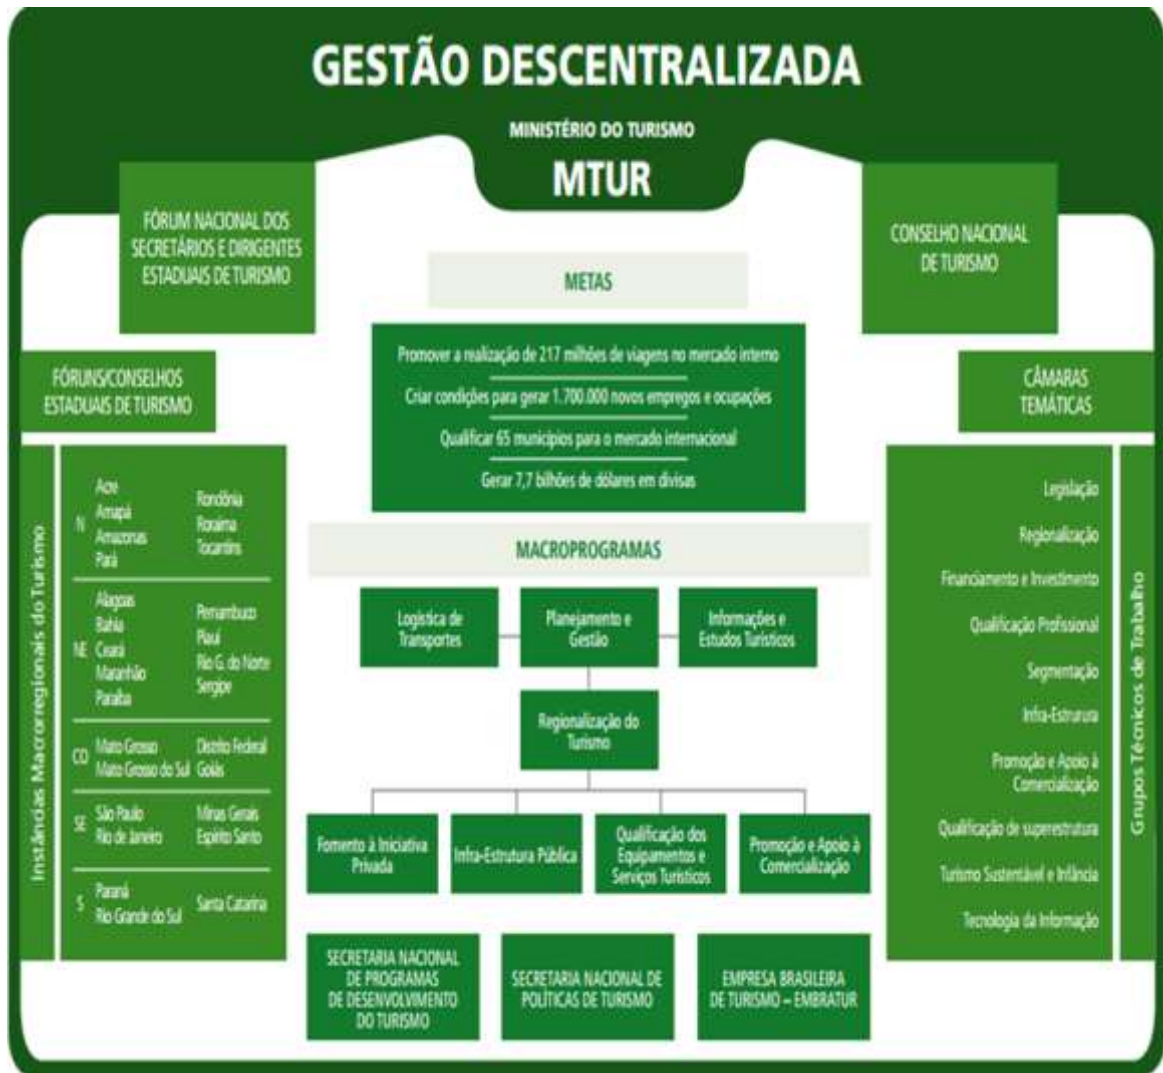 GESTÃO DESCENTRALIZADA
MINISTÉRIO DO TURISMO
MTUR
FÓRUM NACIONAL DOS
SECRETÁRIOS E DIRIGENTES
ESTADUAIS DE TURISMO
CONSELHO NACIONAL
DE TURISMO
METAS
Promover a realização de 217 milhões de viagens no mercado interno
Criar condições para gerar 1.700.000 novos empregos e ocupações
Qualificar 65 municípios para o mercado internacional
Gerar 7,7 bilhões de dólares em divisas
FÓRUNS/CONSELHOS
ESTADUAIS DE TURISMO
Instâncias Macrorregionais do Turismo
N
Acre
Amapá
Amazonas
Pará
Rondônia
Roraima
Tocantins
NE
Alagoas
Bahia
Ceará
Maranhão
Paraíba
Pernambuco
Piauí
Rio G. do Norte
Sergipe
CO
Mato Grosso
Mato Grosso do Sul
Distrito Federal
Goiás
SE
São Paulo
Rio de Janeiro
Minas Gerais
Espírito Santo
S
Paraná
Rio Grande do Sul
Santa Catarina
MACROPROGRAMAS
Logística de
Transportes
Planejamento e
Gestão
Informações e
Estudos Turísticos
Regionalização do
Turismo
Fomento à Iniciativa
Privada
Infra-Estrutura Pública
Qualificação dos
Equipamentos e
Serviços Turísticos
Promoção e Apoio à
Comercialização
SECRETARIA NACIONAL
DE PROGRAMAS
DE DESENVOLVIMENTO
DO TURISMO
SECRETARIA NACIONAL DE
POLÍTICAS DE TURISMO
EMPRESA BRASILEIRA
DE TURISMO – EMBRATUR
CÂMARAS
TEMÁTICAS
Legislação
Regionalização
Financiamento e Investimento
Qualificação Profissional
Segmentação
Infra-Estrurura
Promoção e Apoio à
Comercialização
Qualificação de superestrutura
Turismo Sustentável e Infância
Tecnologia da Informação
Grupos Técnicos de Trabalho